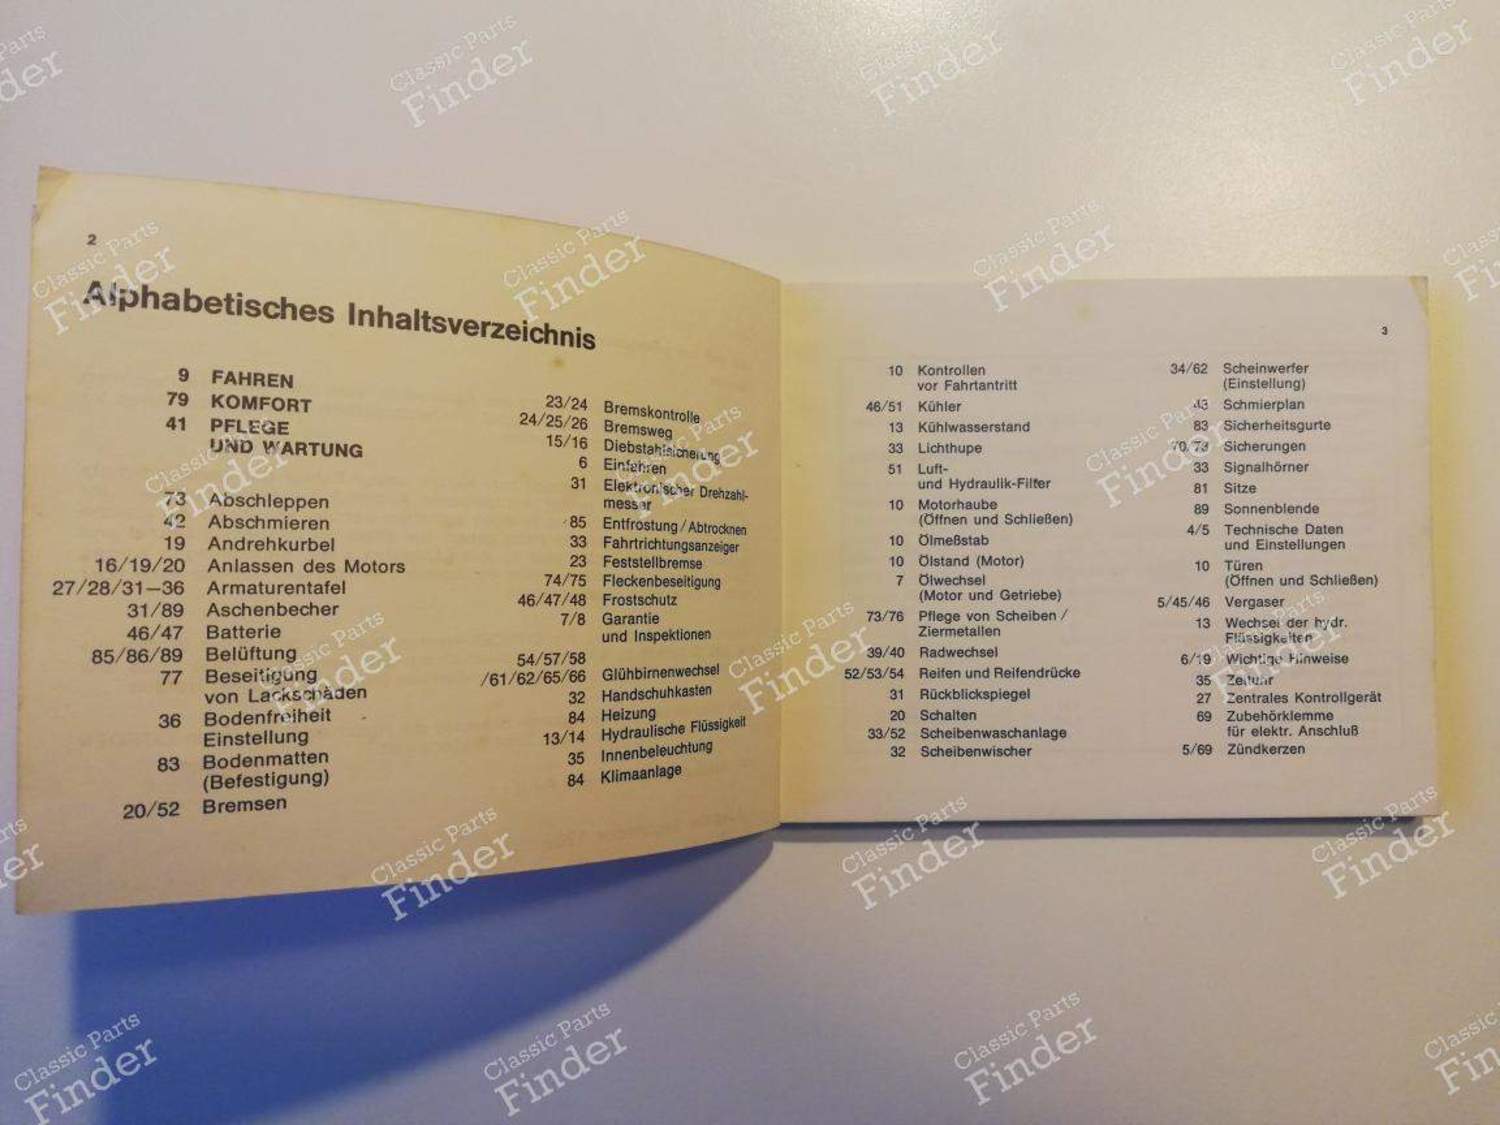 2
Alphabetisches Inhaltsverzeichnis
9 FAHREN
79 KOMFORT
41 PFLEGE
UND WARTUNG
73 Abschleppen
42 Abschmieren
19 Andrehkurbel
16/19/20 Anlassen des Motors
27/28/31—36 Armaturentafel
31/89 Aschenbecher
46/47 Batterie
85/86/89 Belüftung
77 Beseitigung
von Lackschäden
36 Bodenfreiheit
Einstellung
83 Bodenmatten
(Befestigung)
20/52 Bremsen
23/24 Bremskontrolle
24/25/26 Bremsweg
15/16 Diebstahlsicherung
6 Einfahren
31 Elektronischer Drehzahl-
messer
85 Entfrostung/Abtrocknen
33 Fahrtrichtungsanzeiger
23 Feststellbremse
74/75 Fleckenbeseitigung
46/47/48 Frostschutz
7/8 Garantie
und Inspektionen
54/57/58
/61/62/65/66 Glühbirnenwechsel
32 Handschuhkasten
84 Heizung
13/14 Hydraulische Flüssigkeit
35 Innenbeleuchtung
84 Klimaanlage
3
10 Kontrollen
vor Fahrtantritt
46/51 Kühler
13 Kühlwasserstand
33 Lichthupe
51 Luft-
und Hydraulik-Filter
10 Motorhaube
(Öffnen und Schließen)
10 Ölmeßstab
10 Ölstand (Motor)
7 Ölwechsel
(Motor und Getriebe)
73/76 Pflege von Scheiben /
Ziermetallen
39/40 Radwechsel
52/53/54 Reifen und Reifendrücke
31 Rückblickspiegel
20 Schalten
33/52 Scheibenwaschanlage
32 Scheibenwischer
34/62 Scheinwerfer
(Einstellung)
43 Schmierplan
83 Sicherheitsgurte
70/73 Sicherungen
33 Signalhörner
81 Sitze
89 Sonnenblende
4/5 Technische Daten
und Einstellungen
10 Türen
(Öffnen und Schließen)
5/45/46 Vergaser
13 Wechsel der hydr.
Flüssigkeiten
6/19 Wichtige Hinweise
35 Zeituhr
27 Zentrales Kontrollgerät
69 Zubehörklemme
für elektr. Anschluß
5/69 Zündkerzen
Classic Parts
Finder